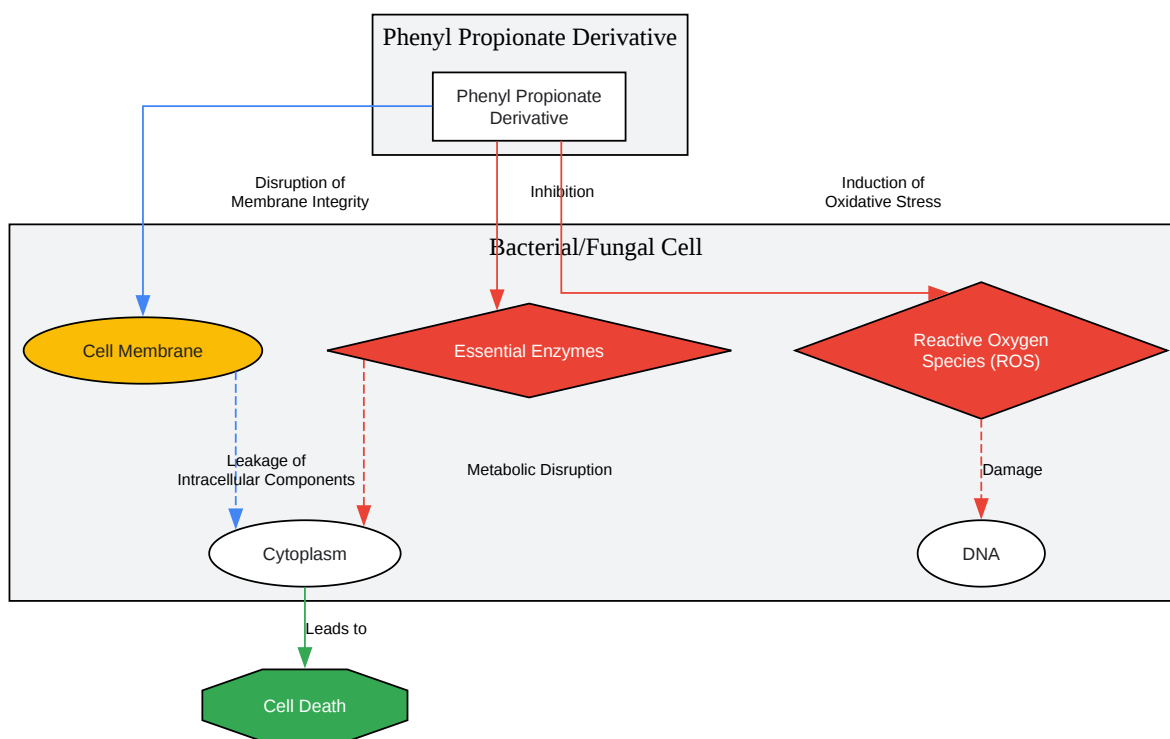 Phenyl Propionate Derivative
Phenyl Propionate
Derivative
Disruption of
Membrane Integrity
Inhibition
Induction of
Oxidative Stress
Bacterial/Fungal Cell
Cell Membrane
Essential Enzymes
Reactive Oxygen
Species (ROS)
Leakage of
Intracellular Components
Metabolic Disruption
Damage
Cytoplasm
DNA
Leads to
Cell Death